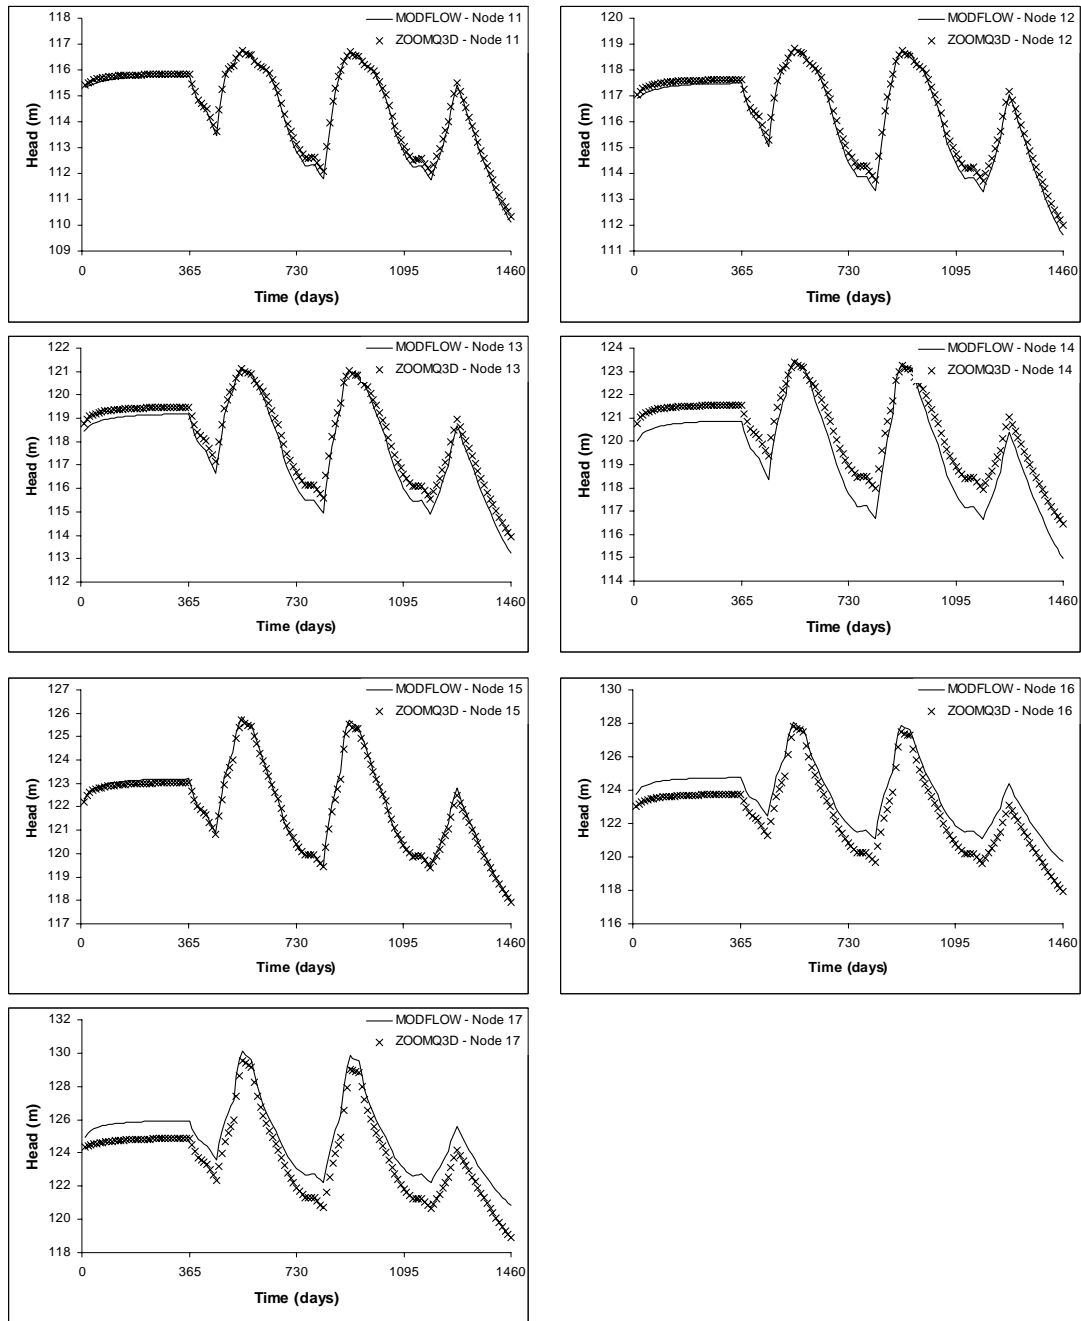 118
117
116
115
114
113
112
111
110
109
Head (m)
0 365 730 1095 1460
Time (days)
MODFLOW - Node 11
ZOOMQ3D - Node 11
120
119
118
117
116
115
114
113
112
111
Head (m)
0 365 730 1095 1460
Time (days)
MODFLOW - Node 12
ZOOMQ3D - Node 12
122
121
120
119
118
117
116
115
114
113
112
Head (m)
0 365 730 1095 1460
Time (days)
MODFLOW - Node 13
ZOOMQ3D - Node 13
124
123
122
121
120
119
118
117
116
115
114
Head (m)
0 365 730 1095 1460
Time (days)
MODFLOW - Node 14
ZOOMQ3D - Node 14
127
126
125
124
123
122
121
120
119
118
117
Head (m)
0 365 730 1095 1460
Time (days)
MODFLOW - Node 15
ZOOMQ3D - Node 15
130
128
126
124
122
120
118
116
Head (m)
0 365 730 1095 1460
Time (days)
MODFLOW - Node 16
ZOOMQ3D - Node 16
132
130
128
126
124
122
120
118
Head (m)
0 365 730 1095 1460
Time (days)
MODFLOW - Node 17
ZOOMQ3D - Node 17